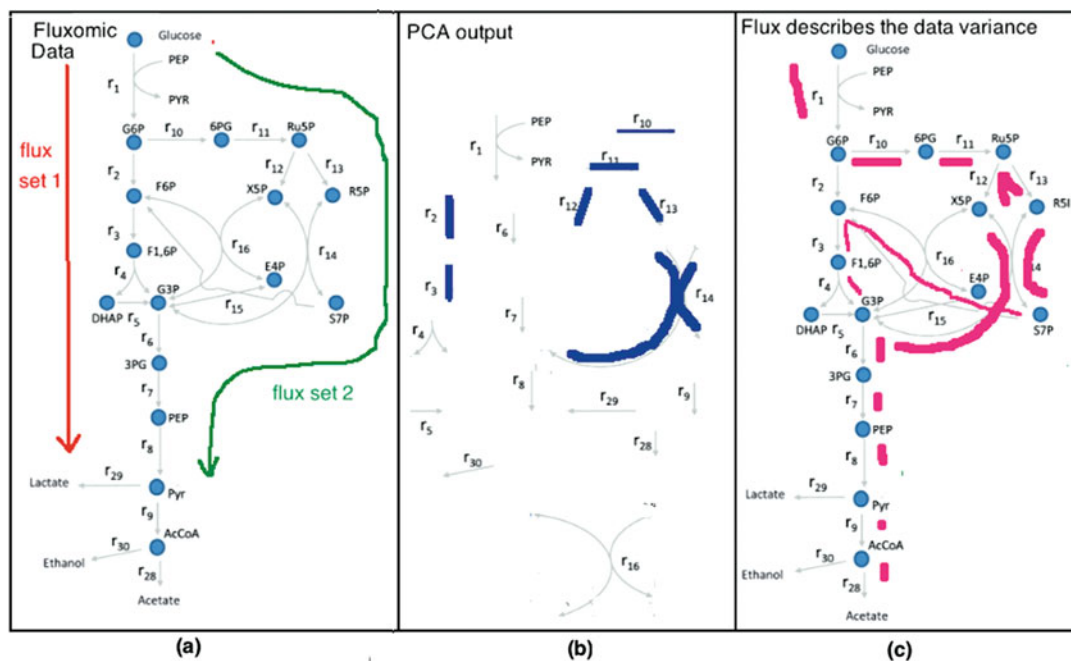 Fluxomic
Data
Glucose
PEP
r1
PYR
flux
set 1
G6P
r10
6PG
r11
Ru5P
r2
r12
r13
F6P
X5P
R5P
r3
F1,6P
r16
r14
r4
E4P
G3P
DHAP
r5
r15
S7P
r6
3PG
r7
flux set 2
PEP
r8
Lactate
r29
Pyr
r9
AcCoA
r30
Ethanol
r28
Acetate
(a)
PCA output
r10
PEP
r1
r11
PYR
r2
r12
r13
r6
r3
r14
r7
r4
r8
r9
r29
r5
r28
r30
r16
(b)
Flux describes the data variance
Glucose
PEP
r1
PYR
G6P
r10
6PG
r11
Ru5P
r2
r12
r13
F6P
X5P
R5I
r3
F1,6P
r16
14
r4
E4P
G3P
DHAP
r5
r15
S7P
r6
3PG
r7
PEP
r8
Lactate
r29
Pyr
r9
AcCoA
r30
Ethanol
r28
Acetate
(c)